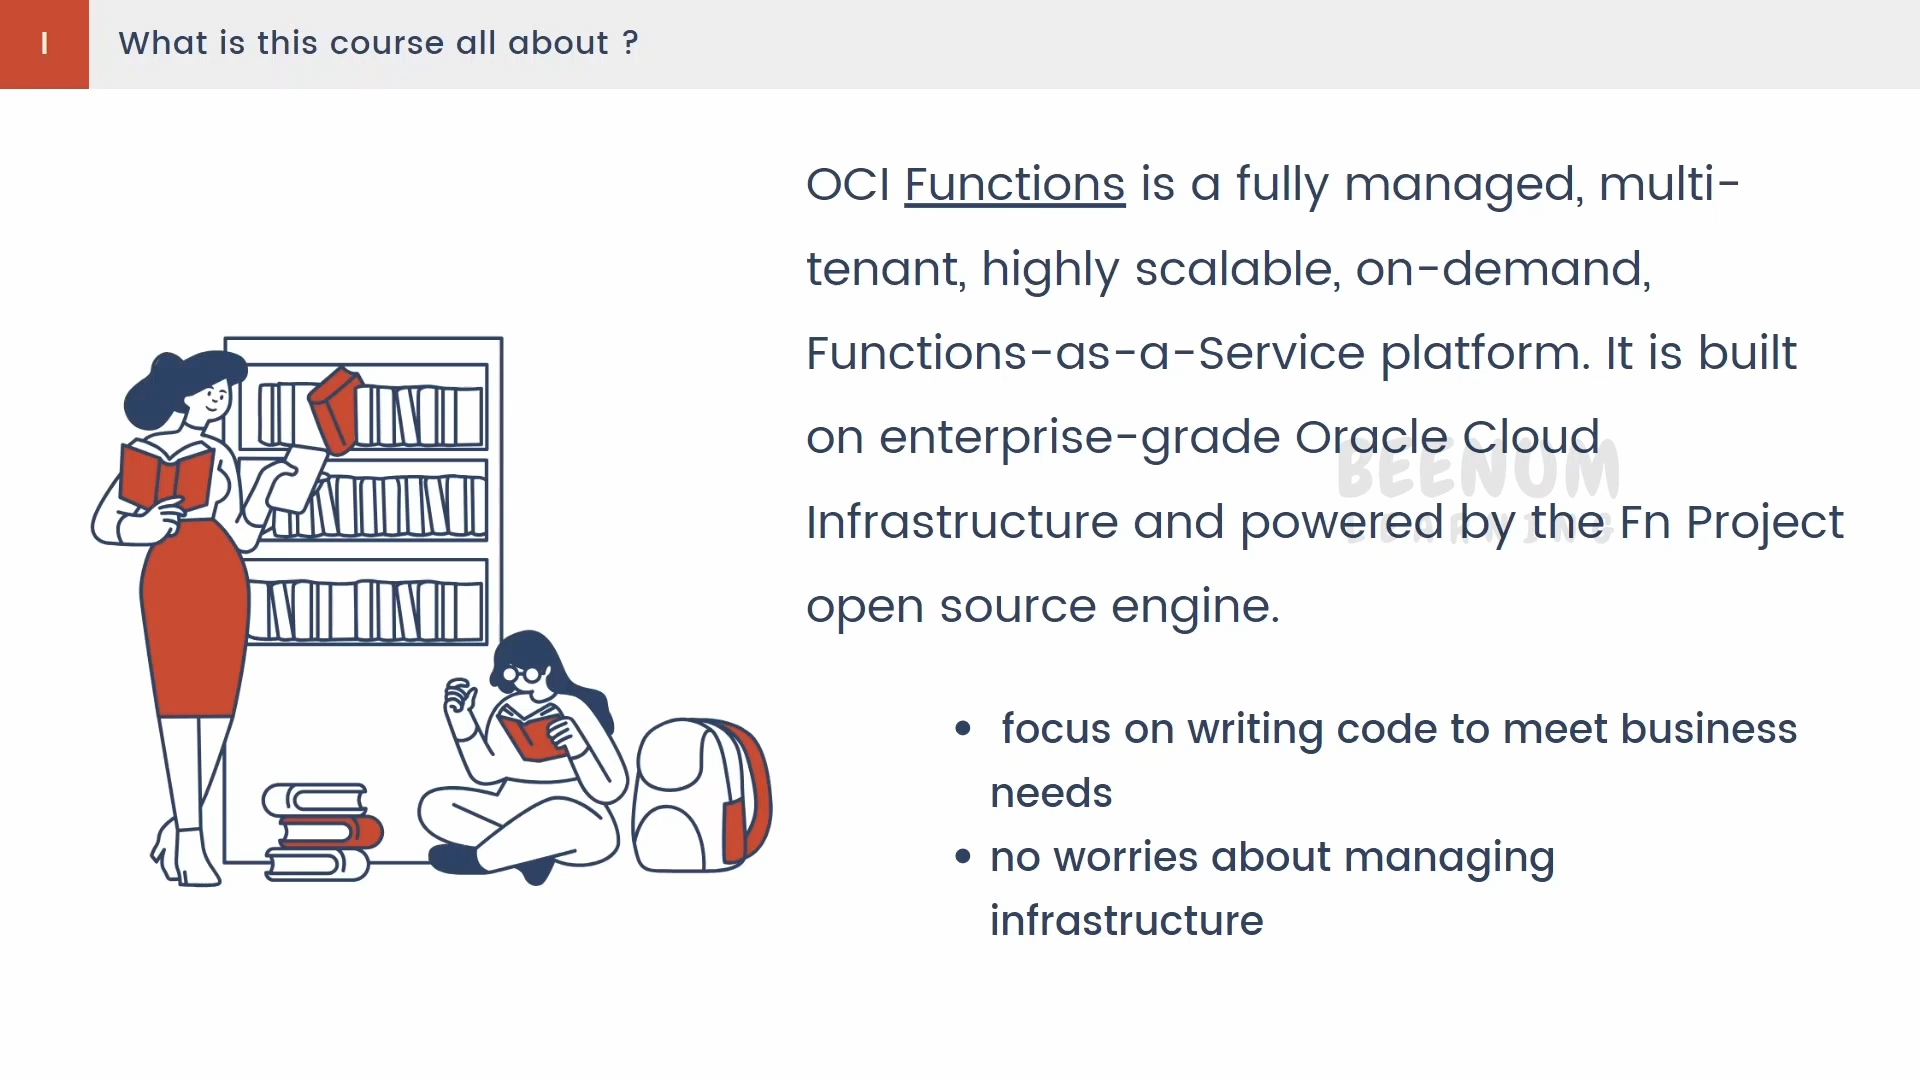 I
What is this course all about ?
OCI Functions is a fully managed, multi-
tenant, highly scalable, on-demand,
Functions-as-a-Service platform. It is built
on enterprise-grade Oracle Cloud
Infrastructure and powered by the Fn Project
open source engine.
BEENUM
LEARNING
• focus on writing code to meet business
needs
• no worries about managing
infrastructure